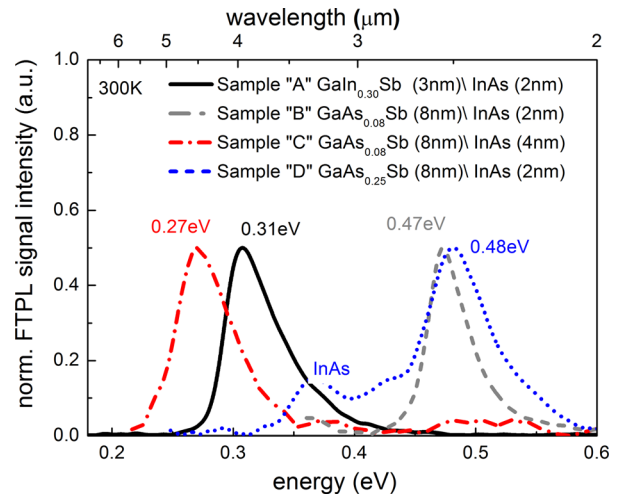 wavelength (μm)
6 5 4 3 2
1.0
300K
Sample "A" GaIn0.30Sb (3nm)\ InAs (2nm)
Sample "B" GaAs0.08Sb (8nm)\ InAs (2nm)
Sample "C" GaAs0.08Sb (8nm)\ InAs (4nm)
Sample "D" GaAs0.25Sb (8nm)\ InAs (2nm)
0.8
0.6
0.27eV 0.31eV 0.47eV
0.48eV
0.4
InAs
0.2
0.0
0.2 0.3 0.4 0.5 0.6
energy (eV)
norm. FTPL signal intensity (a.u.)